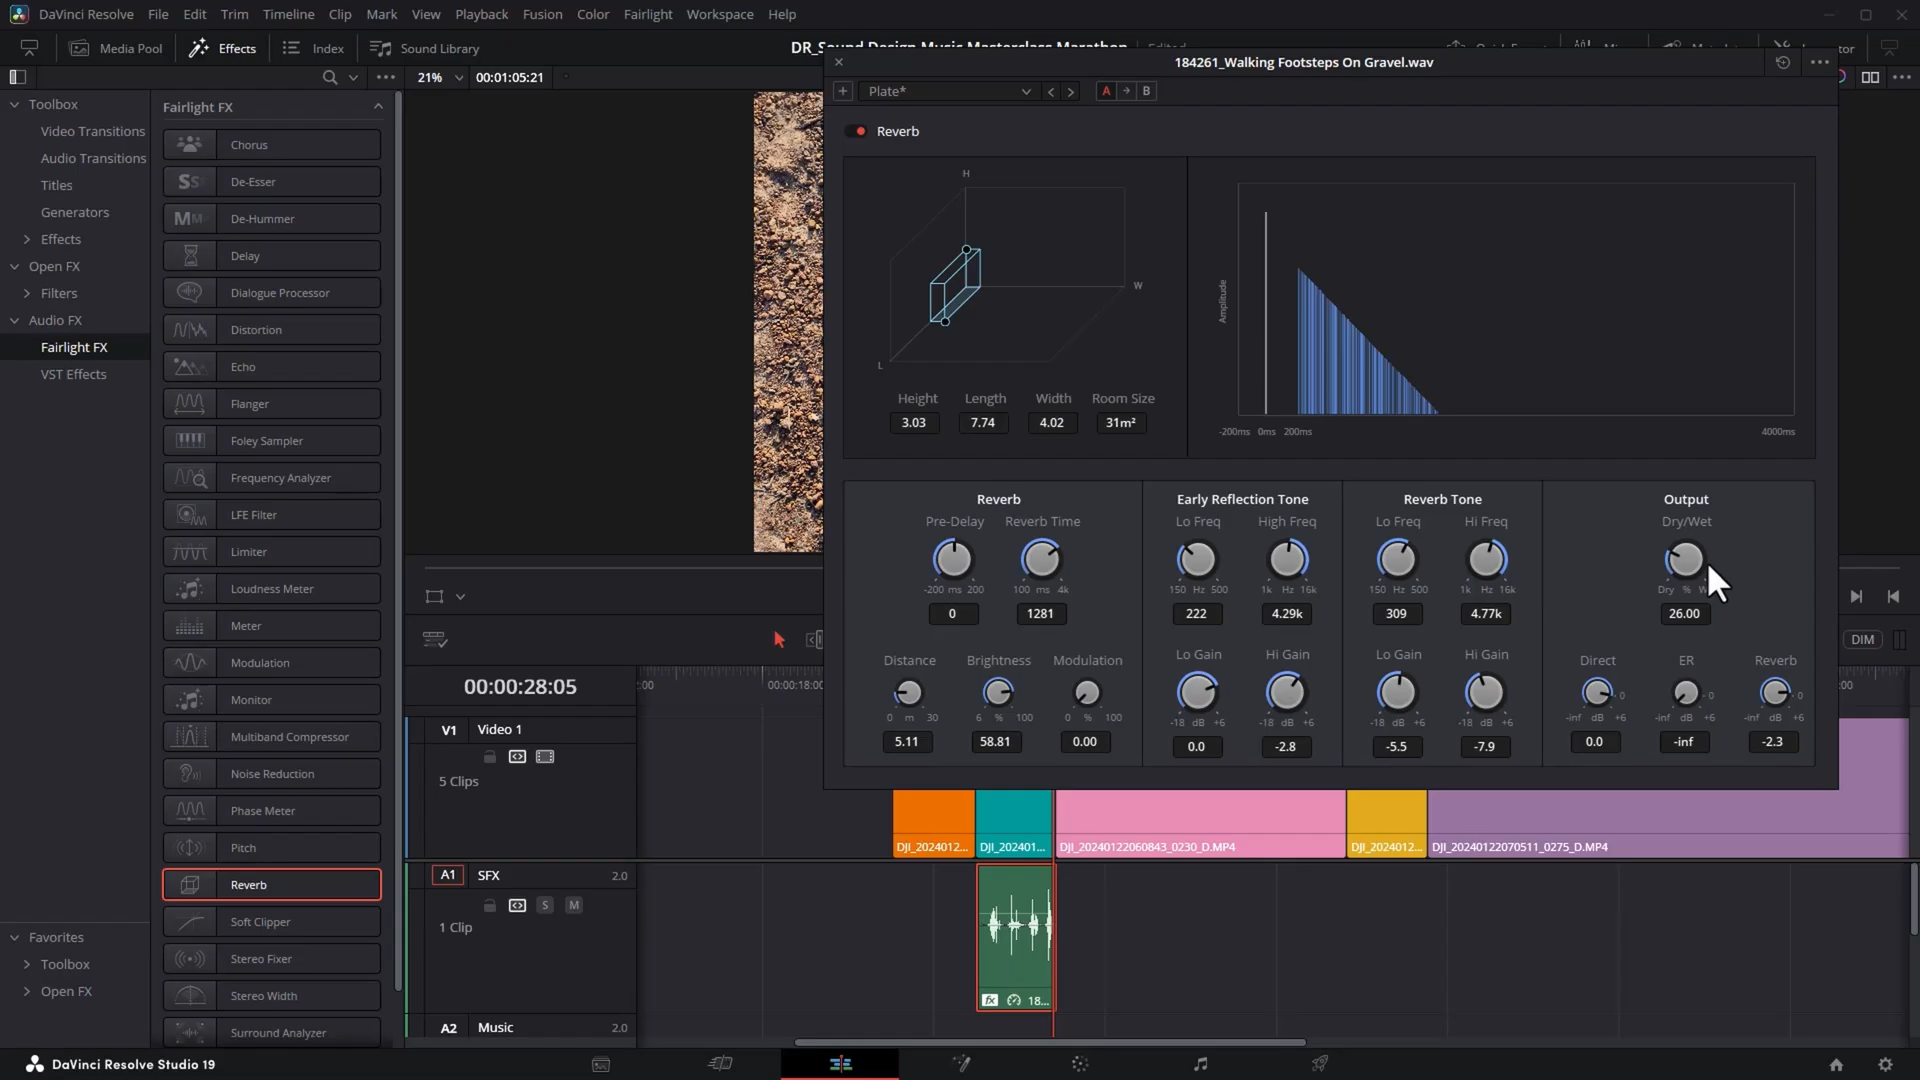 DaVinci Resolve File Edit Trim Timeline Clip Mark View Playback Fusion Color Fairlight Workspace Help
Media Pool Effects Index Sound Library
DR_Sound Design Music Masterclass Marathon Edited
21% 00:01:05:21
184261_Walking Footsteps On Gravel.wav
Plate*
A B
Toolbox
Video Transitions
Audio Transitions
Titles
Generators
Effects
Open FX
Filters
Audio FX
Fairlight FX
VST Effects
Favorites
Toolbox
Open FX
Fairlight FX
Chorus
De-Esser
De-Hummer
Delay
Dialogue Processor
Distortion
Echo
Flanger
Foley Sampler
Frequency Analyzer
LFE Filter
Limiter
Loudness Meter
Meter
Modulation
Monitor
Multiband Compressor
Noise Reduction
Phase Meter
Pitch
Reverb
Soft Clipper
Stereo Fixer
Stereo Width
Surround Analyzer
Reverb
H
W
L
Height Length Width Room Size
3.03 7.74 4.02 31m²
Amplitude
-200ms 0ms 200ms 4000ms
Reverb
Pre-Delay Reverb Time
-200 ms 200 100 ms 4k
0 1281
Distance Brightness Modulation
0 m 30 6 % 100 0 % 100
5.11 58.81 0.00
Early Reflection Tone
Lo Freq High Freq
150 Hz 500 1k Hz 16k
222 4.29k
Lo Gain Hi Gain
-18 dB +6 -18 dB +6
0.0 -2.8
Reverb Tone
Lo Freq Hi Freq
150 Hz 500 1k Hz 16k
309 4.77k
Lo Gain Hi Gain
-18 dB +6 -18 dB +6
-5.5 -7.9
Output
Dry/Wet
Dry %
26.00
Direct ER Reverb
0 0 0
-inf dB +6 -inf dB +6 -inf dB +6
0.0 -inf -2.3
DIM
00:00:28:05
:00 00:00:18:00 :00
V1 Video 1
5 Clips
DJI_2024012... DJI_202401... DJI_20240122060843_0230_D.MP4 DJI_2024012... DJI_20240122070511_0275_D.MP4
A1 SFX 2.0
S M
1 Clip
fx 18...
A2 Music 2.0
DaVinci Resolve Studio 19